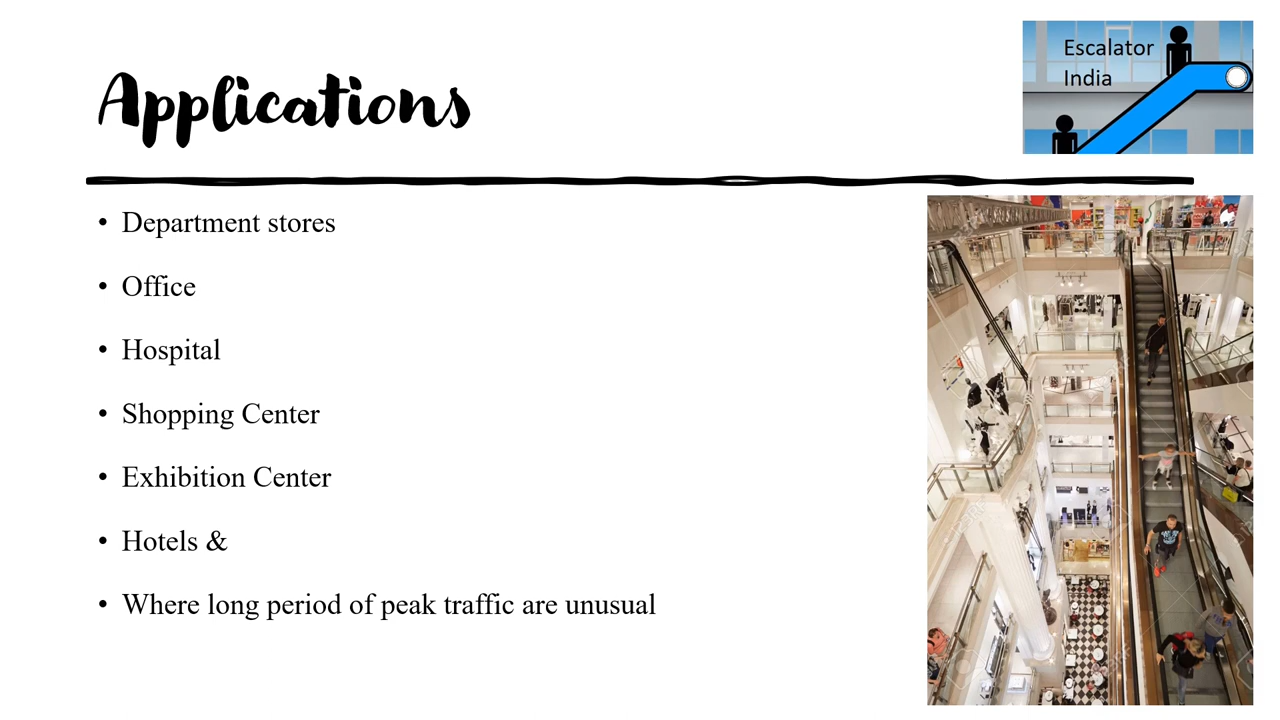 Applications
Escalator
India
• Department stores
• Office
• Hospital
• Shopping Center
• Exhibition Center
• Hotels &
• Where long period of peak traffic are unusual